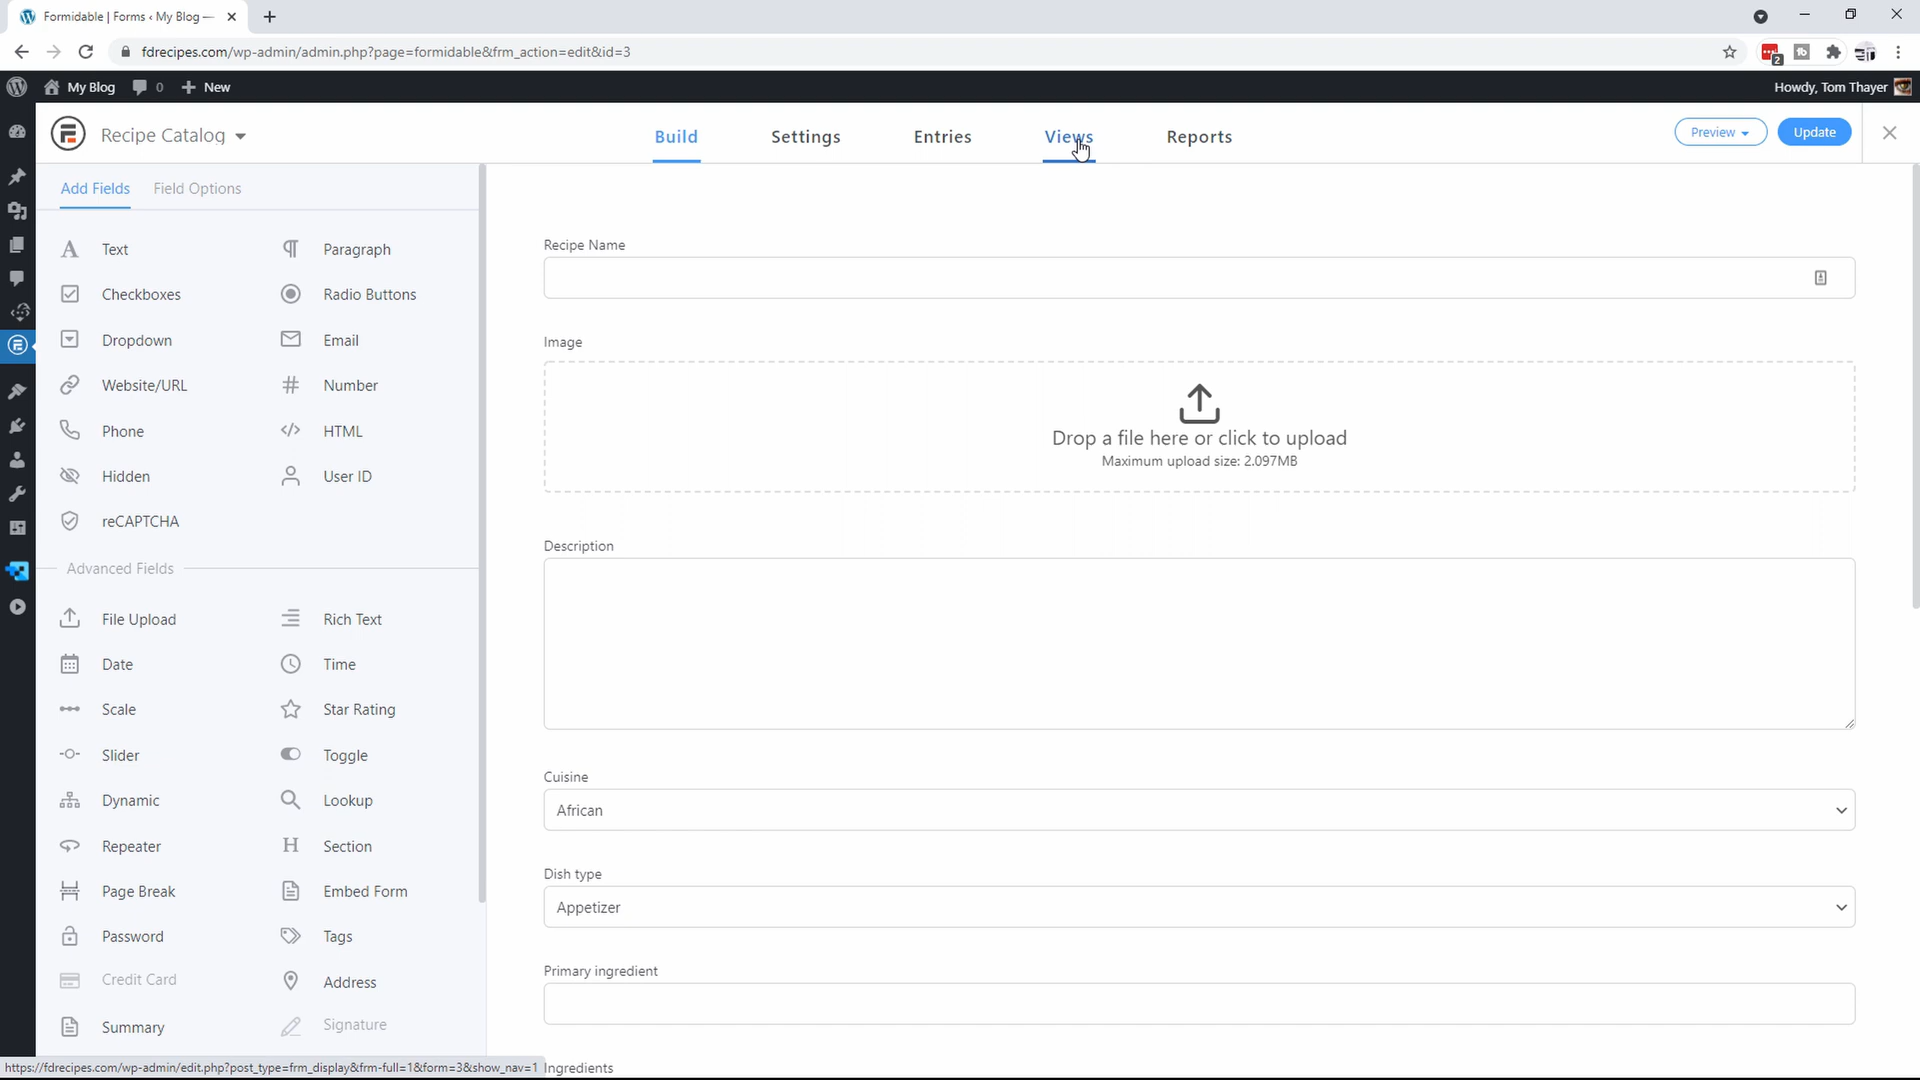 Formidable | Forms ‹ My Blog —
fdrecipes.com/wp-admin/admin.php?page=formidable&frm_action=edit&id=3
2
My Blog 0 New
Howdy, Tom Thayer
Recipe Catalog
Build Settings Entries Views Reports
Preview Update
Add Fields Field Options
Text Paragraph
Checkboxes Radio Buttons
Dropdown Email
Website/URL Number
Phone HTML
Hidden User ID
reCAPTCHA
Advanced Fields
File Upload Rich Text
Date Time
Scale Star Rating
Slider Toggle
Dynamic Lookup
Repeater Section
Page Break Embed Form
Password Tags
Credit Card Address
Summary Signature
Recipe Name
Image
Drop a file here or click to upload
Maximum upload size: 2.097MB
Description
Cuisine
African
Dish type
Appetizer
Primary ingredient
Ingredients
https://fdrecipes.com/wp-admin/edit.php?post_type=frm_display&frm-full=1&form=3&show_nav=1